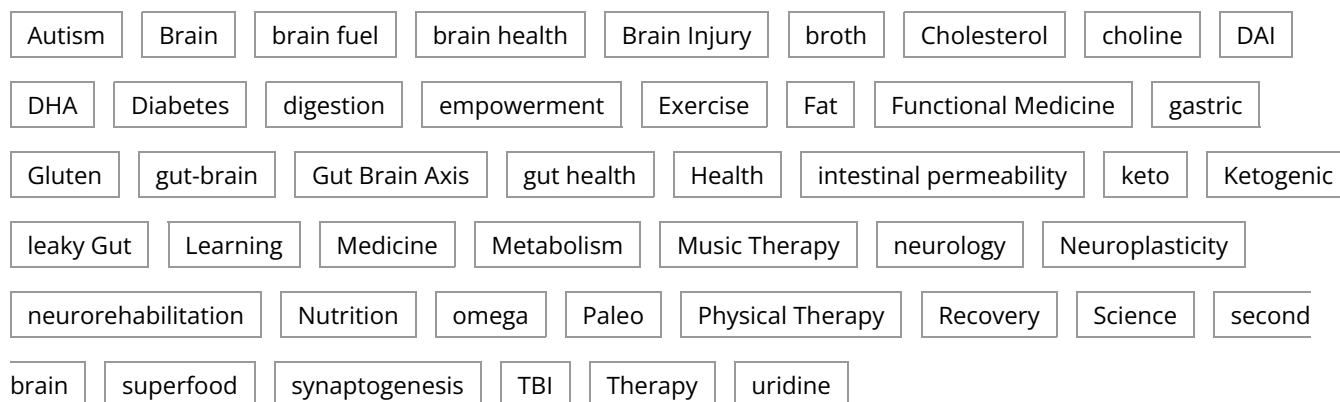 Autism Brain brain fuel brain health Brain Injury broth Cholesterol choline DAI
DHA Diabetes digestion empowerment Exercise Fat Functional Medicine gastric
Gluten gut-brain Gut Brain Axis gut health Health intestinal permeability keto Ketogenic
leaky Gut Learning Medicine Metabolism Music Therapy neurology Neuroplasticity
neurorehabilitation Nutrition omega Paleo Physical Therapy Recovery Science second
brain superfood synaptogenesis TBI Therapy uridine